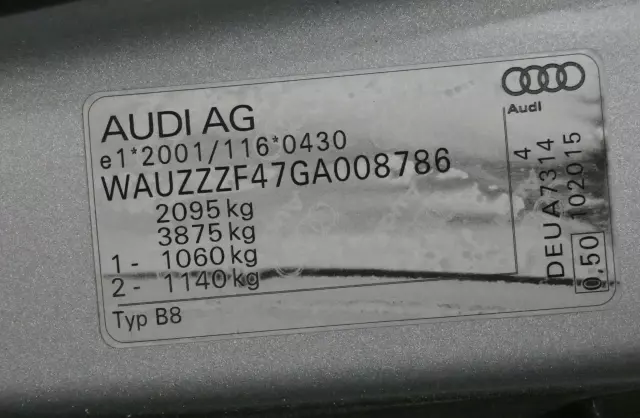 AUDI AG
e1*2001/116*0430
WAUZZZF47GA008786
2095 kg
3875 kg
1 - 1060 kg
2 - 1140 kg
Typ B8
Audi
DEUA7314 4
0.50 102015